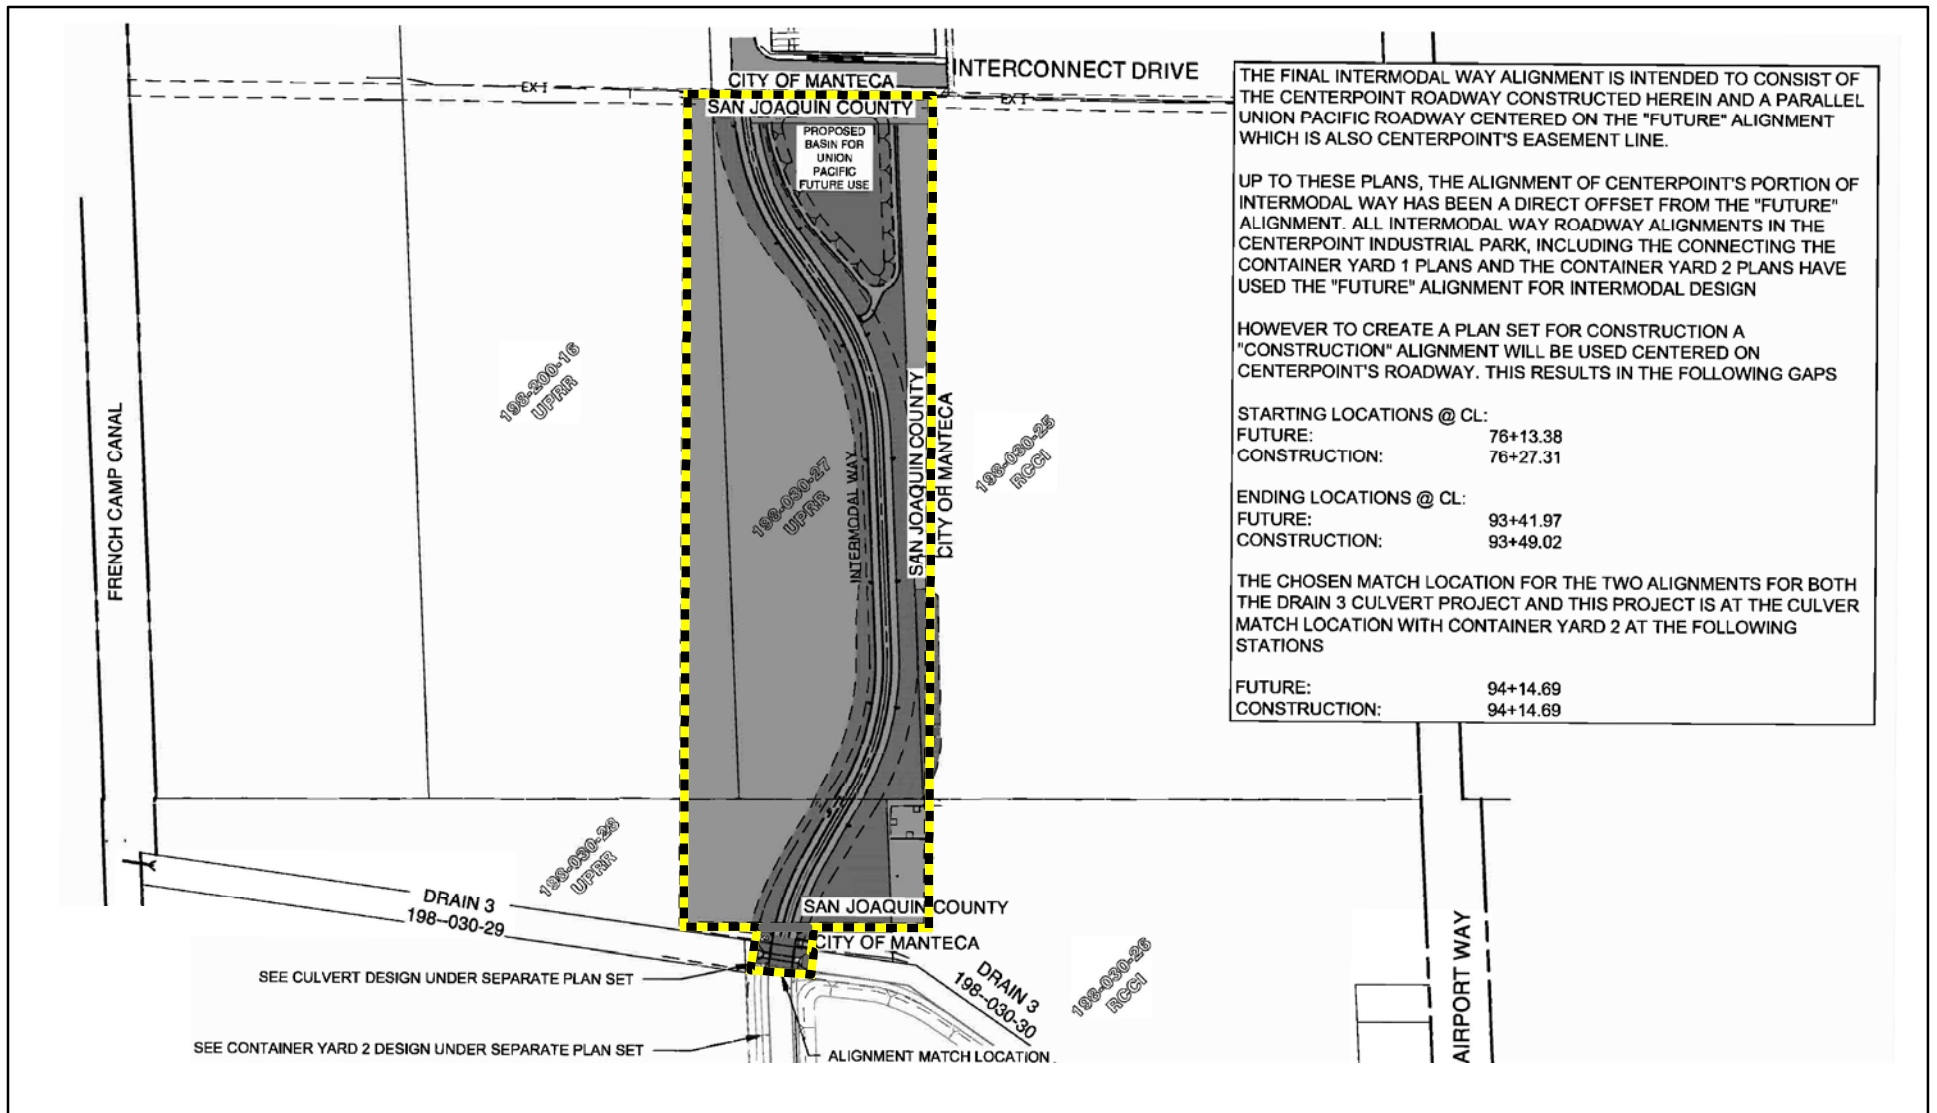 CITY OF MANTECA
INTERCONNECT DRIVE
EX I
SAN JOAQUIN COUNTY
EX I
PROPOSED
BASIN FOR
UNION
PACIFIC
FUTURE USE
THE FINAL INTERMODAL WAY ALIGNMENT IS INTENDED TO CONSIST OF
THE CENTERPOINT ROADWAY CONSTRUCTED HEREIN AND A PARALLEL
UNION PACIFIC ROADWAY CENTERED ON THE "FUTURE" ALIGNMENT
WHICH IS ALSO CENTERPOINT'S EASEMENT LINE.
UP TO THESE PLANS, THE ALIGNMENT OF CENTERPOINT'S PORTION OF
INTERMODAL WAY HAS BEEN A DIRECT OFFSET FROM THE "FUTURE"
ALIGNMENT. ALL INTERMODAL WAY ROADWAY ALIGNMENTS IN THE
CENTERPOINT INDUSTRIAL PARK, INCLUDING THE CONNECTING THE
CONTAINER YARD 1 PLANS AND THE CONTAINER YARD 2 PLANS HAVE
USED THE "FUTURE" ALIGNMENT FOR INTERMODAL DESIGN
HOWEVER TO CREATE A PLAN SET FOR CONSTRUCTION A
"CONSTRUCTION" ALIGNMENT WILL BE USED CENTERED ON
CENTERPOINT'S ROADWAY. THIS RESULTS IN THE FOLLOWING GAPS
STARTING LOCATIONS @ CL:
FUTURE: 76+13.38
CONSTRUCTION: 76+27.31
ENDING LOCATIONS @ CL:
FUTURE: 93+41.97
CONSTRUCTION: 93+49.02
THE CHOSEN MATCH LOCATION FOR THE TWO ALIGNMENTS FOR BOTH
THE DRAIN 3 CULVERT PROJECT AND THIS PROJECT IS AT THE CULVER
MATCH LOCATION WITH CONTAINER YARD 2 AT THE FOLLOWING
STATIONS
FUTURE: 94+14.69
CONSTRUCTION: 94+14.69
FRENCH CAMP CANAL
198-200-16
UPRR
198-030-27
UPRR
INTERMODAL WAY
SAN JOAQUIN COUNTY
CITY OF MANTECA
198-030-25
RCCI
198-030-28
UPRR
DRAIN 3
198--030-29
SAN JOAQUIN COUNTY
CITY OF MANTECA
SEE CULVERT DESIGN UNDER SEPARATE PLAN SET
DRAIN 3
198--030-30
198-030-26
RCCI
AIRPORT WAY
SEE CONTAINER YARD 2 DESIGN UNDER SEPARATE PLAN SET
ALIGNMENT MATCH LOCATION